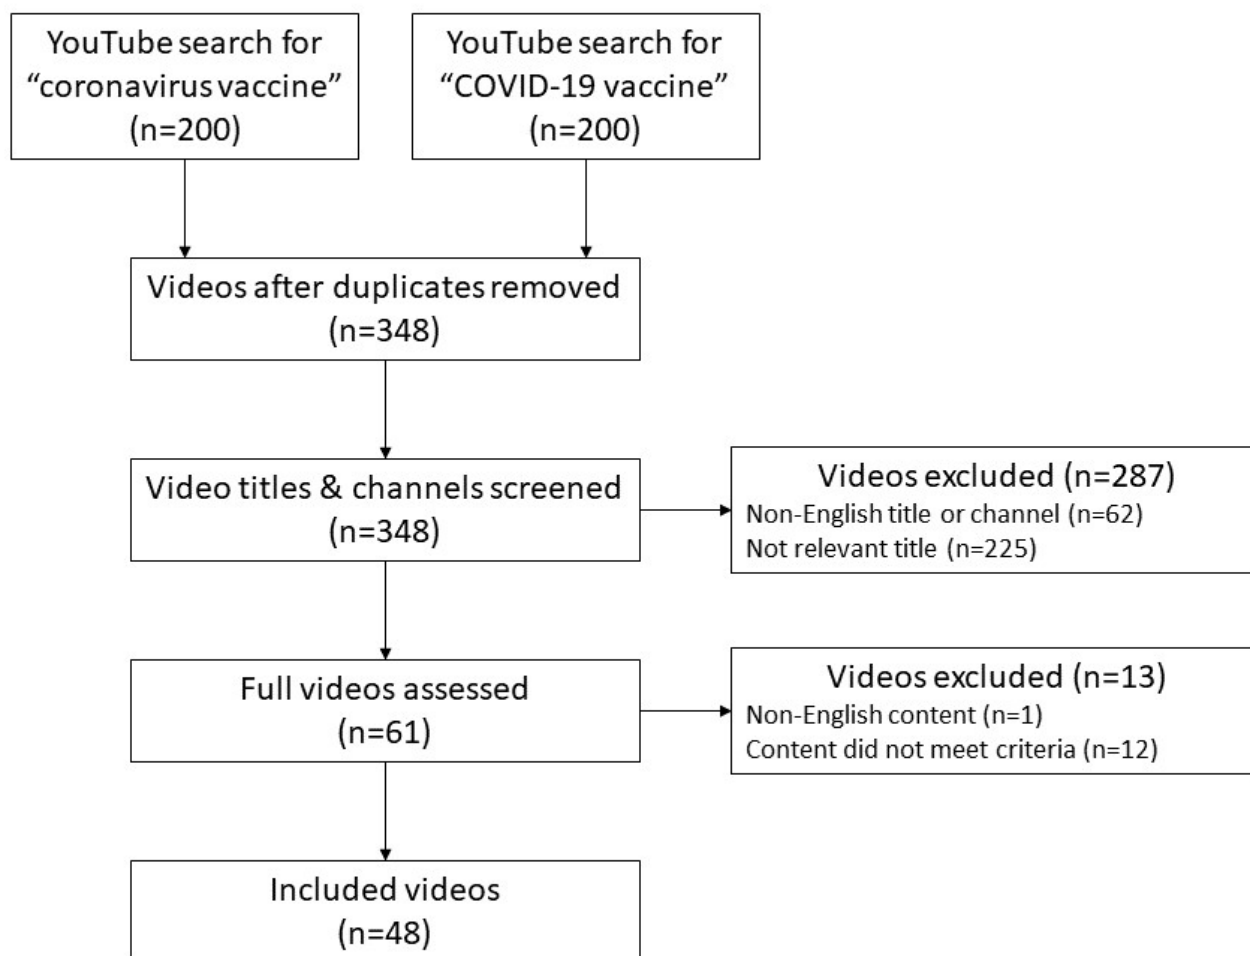 YouTube search for
“coronavirus vaccine”
(n=200)
YouTube search for
“COVID-19 vaccine”
(n=200)
Videos after duplicates removed
(n=348)
Video titles & channels screened
(n=348)
Videos excluded (n=287)
Non-English title or channel (n=62)
Not relevant title (n=225)
Full videos assessed
(n=61)
Videos excluded (n=13)
Non-English content (n=1)
Content did not meet criteria (n=12)
Included videos
(n=48)